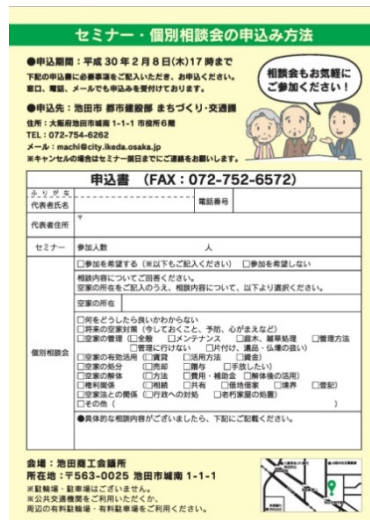 セミナー・個別相談会の申込み方法
●申込期間：平成30年2月8日(木)17時まで
下記の申込書に必要事項をご記入いただき、お申込ください。
窓口、電話、メールでも申込みを受付けております。
●申込先：池田市 都市建設部 まちづくり・交通課
住所：大阪府池田市城南1-1-1 市役所6階
TEL：072-754-6262
メール：machi@city.ikeda.osaka.jp
※キャンセルの場合はセミナー前日までにご連絡をお願いします。
相談会もお気軽に
ご参加ください！
申込書 （FAX：072-752-6572）
ふりがな
代表者氏名
電話番号
代表者住所
〒
セミナー
参加人数 人
個別相談会
□参加を希望する（※以下もご記入ください） □参加を希望しない
相談内容についてご回答ください。
空家の所在をご記入のうえ、相談内容について、以下より選択ください。
空家の所在
□何をどうしたら良いかわからない
□将来の空家対策（今しておくこと、予防、心がまえなど）
□空家の管理（□全般 □メンテナンス □庭木、雑草処理 □管理方法
□管理に行けない □片付け、遺品・仏壇の扱い）
□空家の有効活用（□賃貸 □活用方法 □資金）
□空家の処分 （□売却 □贈与 □手放したい）
□空家の解体 （□方法 □費用・補助金 □解体後の活用）
□権利関係 （□相続 □共有 □借地借家 □境界 □登記）
□空家法との関係（□行政への対処 □老朽家屋の処置）
□その他（ ）
●具体的な相談内容がございましたら、下記にご記載ください。
会場：池田商工会議所
所在地：〒563-0025 池田市城南1-1-1
※駐輪場・駐車場はございません。
※公共交通機関をご利用いただくか、
周辺の有料駐輪場・有料駐車場をご利用ください。